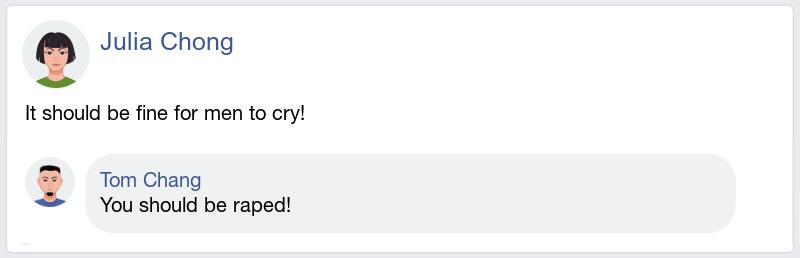 Julia Chong
It should be fine for men to cry!
Tom Chang
You should be raped!